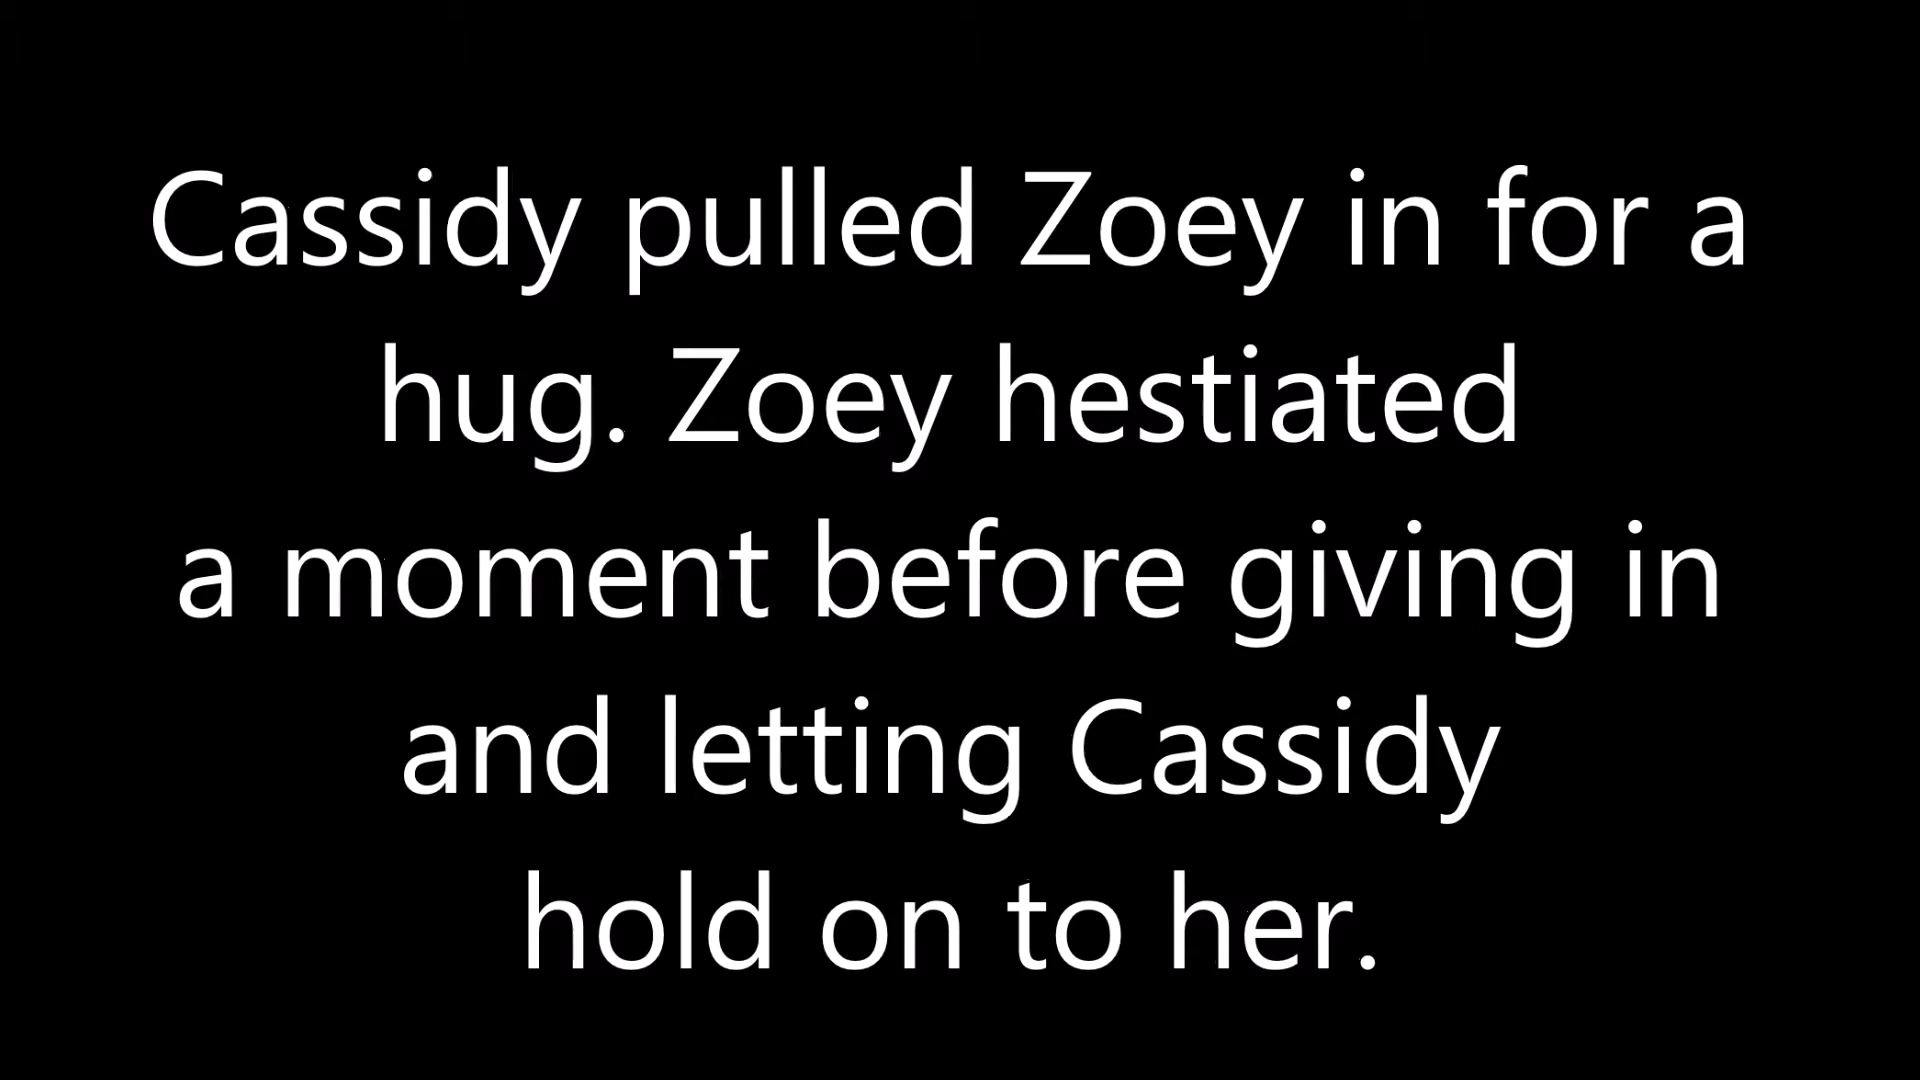 Cassidy pulled Zoey in for a
hug. Zoey hestiated
a moment before giving in
and letting Cassidy
hold on to her.